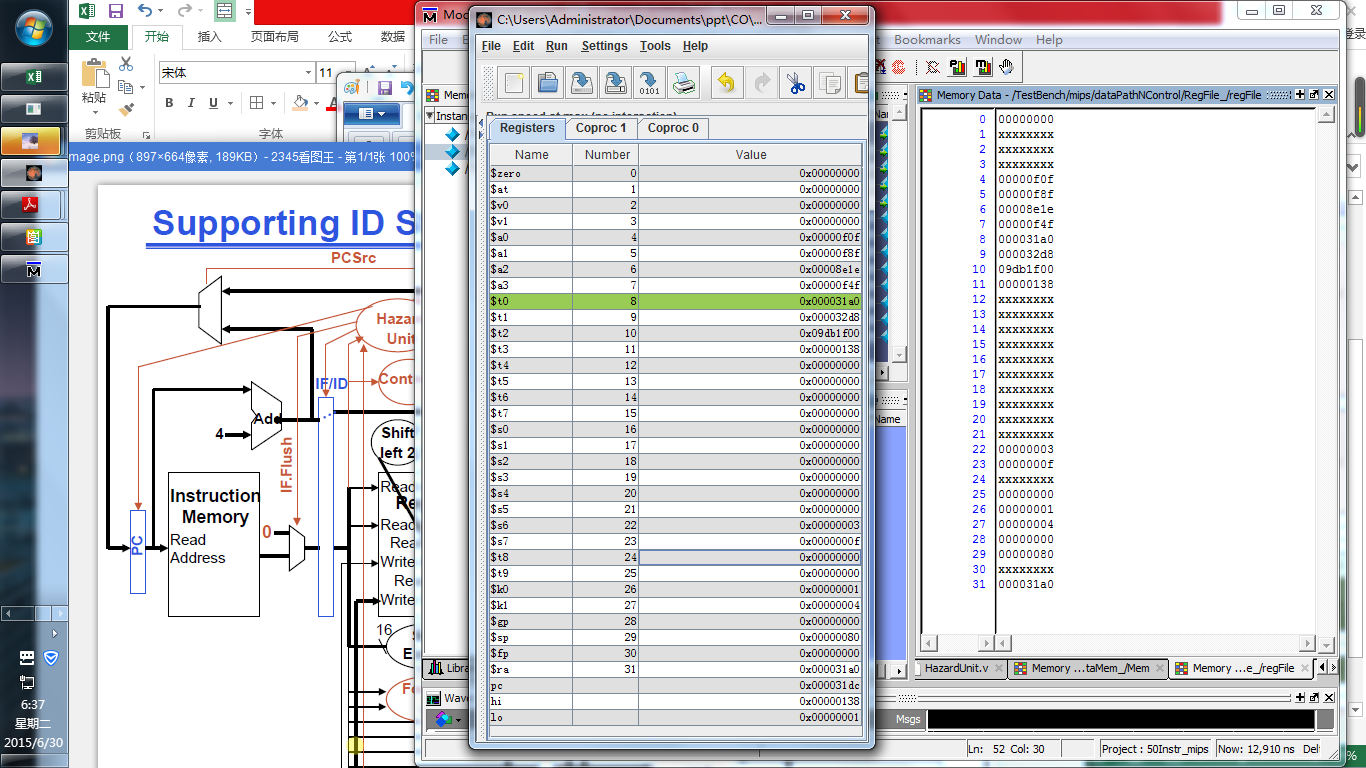 文件
开始
插入
页面布局
公式
数据
粘贴
宋体
11
B I U
剪贴板
字体
mage.png（897×664像素, 189KB）- 2345看图王 - 第1/1张 100%
Supporting ID S
PCSrc
Haza
Uni
IF/ID
Cont
Add
4
Shift
left 2
IF.Flush
Instruction
Memory
Read
Address
PC
0
Read
Re
Read
Rea
Write
Re
Write
16
E
Fo
6:37
星期二
2015/6/30
C:\Users\Administrator\Documents\ppt\CO\...
File Edit Run Settings Tools Help
Registers
Coproc 1
Coproc 0
Name Number Value
$zero 0 0x00000000
$at 1 0x00000000
$v0 2 0x00000000
$v1 3 0x00000000
$a0 4 0x00000f0f
$a1 5 0x00000f8f
$a2 6 0x00008e1e
$a3 7 0x00000f4f
$t0 8 0x000031a0
$t1 9 0x000032d8
$t2 10 0x09db1f00
$t3 11 0x00000138
$t4 12 0x00000000
$t5 13 0x00000000
$t6 14 0x00000000
$t7 15 0x00000000
$s0 16 0x00000000
$s1 17 0x00000000
$s2 18 0x00000000
$s3 19 0x00000000
$s4 20 0x00000000
$s5 21 0x00000000
$s6 22 0x00000003
$s7 23 0x0000000f
$t8 24 0x00000000
$t9 25 0x00000000
$k0 26 0x00000001
$k1 27 0x00000004
$gp 28 0x00000000
$sp 29 0x00000080
$fp 30 0x00000000
$ra 31 0x000031a0
pc 0x000031dc
hi 0x00000138
lo 0x00000001
Mod
File
Bookmarks Window Help
登录
Mem
Instan
Libra
Wave
Name
Memory Data - /TestBench/mips/dataPathNControl/RegFile_/regFile
0 00000000
1 xxxxxxxx
2 xxxxxxxx
3 xxxxxxxx
4 00000f0f
5 00000f8f
6 00008e1e
7 00000f4f
8 000031a0
9 000032d8
10 09db1f00
11 00000138
12 xxxxxxxx
13 xxxxxxxx
14 xxxxxxxx
15 xxxxxxxx
16 xxxxxxxx
17 xxxxxxxx
18 xxxxxxxx
19 xxxxxxxx
20 xxxxxxxx
21 xxxxxxxx
22 00000003
23 0000000f
24 xxxxxxxx
25 00000000
26 00000001
27 00000004
28 00000000
29 00000080
30 xxxxxxxx
31 000031a0
HazardUnit.v
Memory ...taMem_/Mem
Memory ...e_/regFile
Msgs
Ln: 52 Col: 30
Project : 50Instr_mips
Now: 12,910 ns Del
%